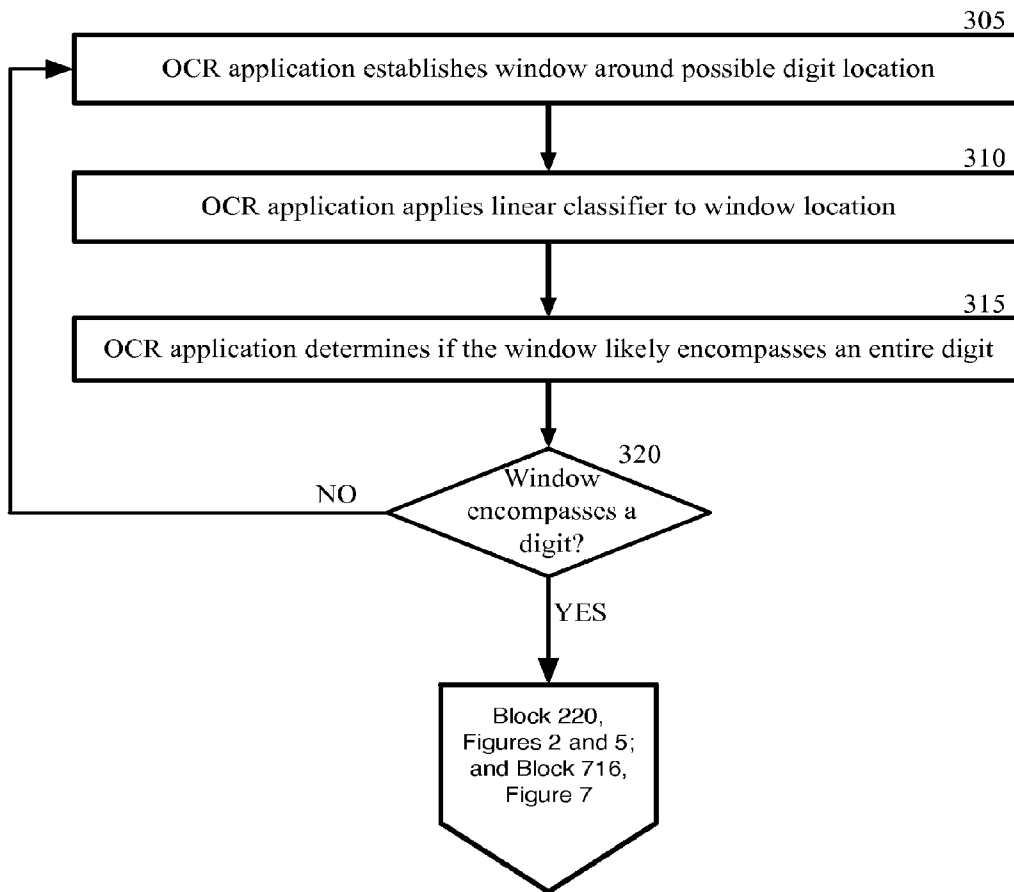 305
OCR application establishes window around possible digit location
310
OCR application applies linear classifier to window location
315
OCR application determines if the window likely encompasses an entire digit
320
Window
encompasses a
digit?
NO
YES
Block 220,
Figures 2 and 5;
and Block 716,
Figure 7